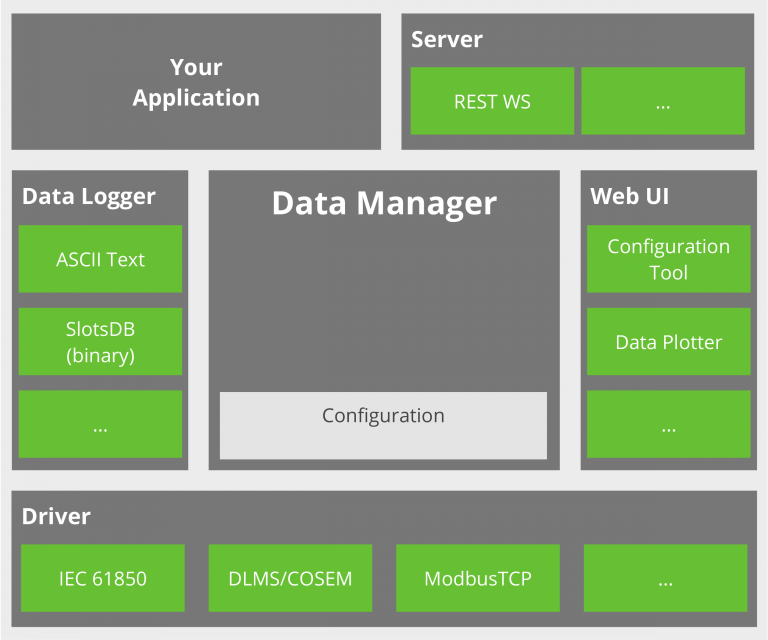 Your
Application
Server
REST WS
...
Data Logger
ASCII Text
SlotsDB
(binary)
...
Data Manager
Configuration
Web UI
Configuration
Tool
Data Plotter
...
Driver
IEC 61850
DLMS/COSEM
ModbusTCP
...